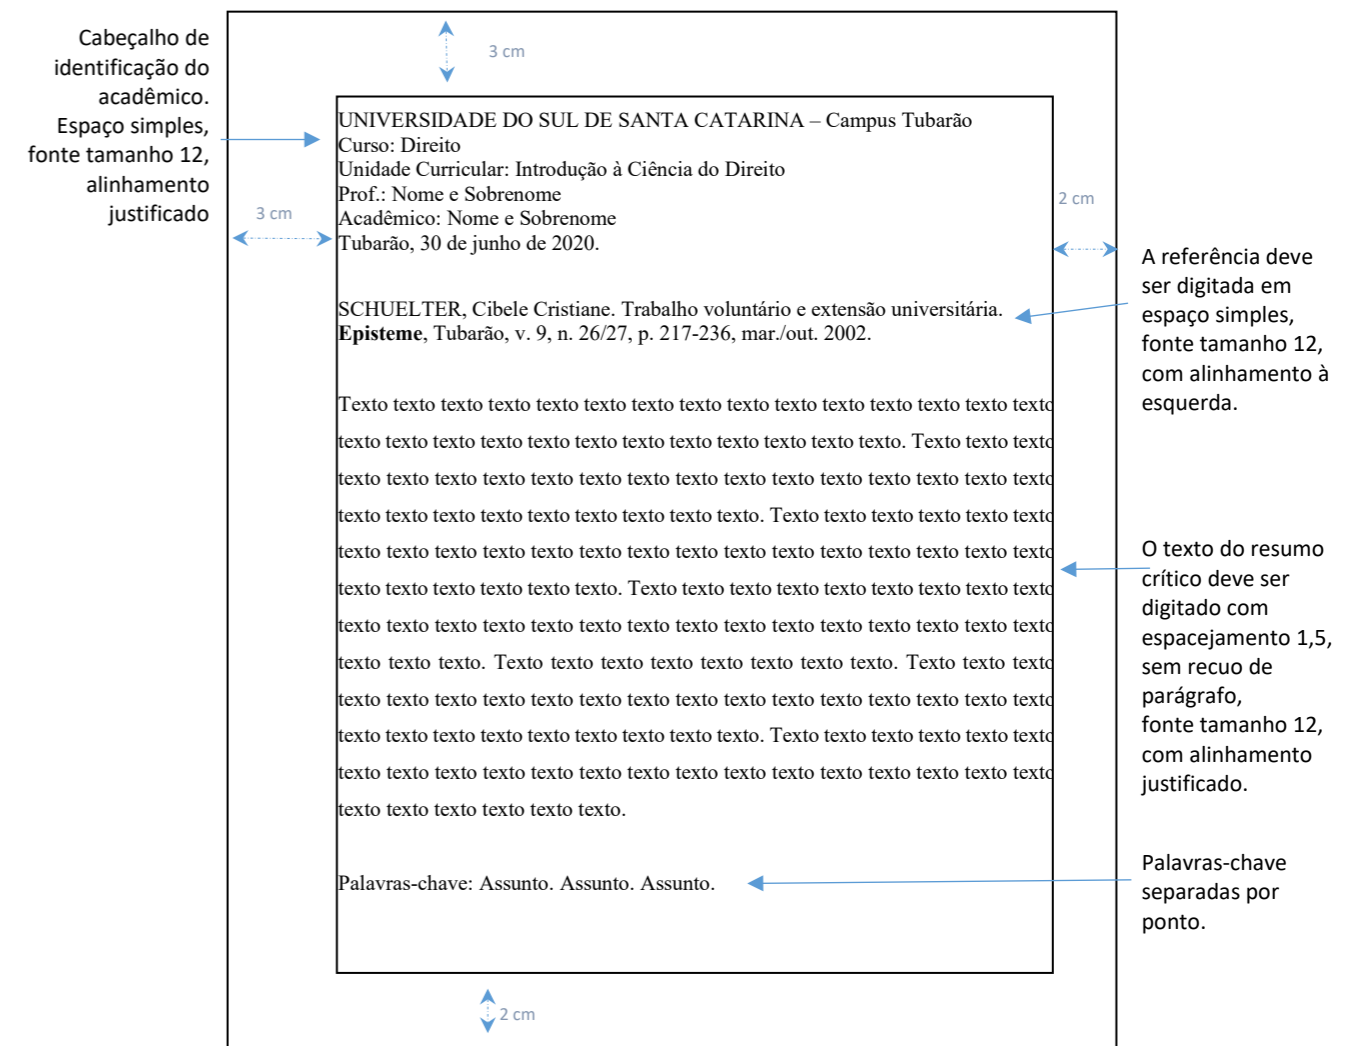 Cabeçalho de
identificação do
acadêmico.
Espaço simples,
fonte tamanho 12,
alinhamento
justificado
3 cm
3 cm
2 cm
UNIVERSIDADE DO SUL DE SANTA CATARINA – Campus Tubarão
Curso: Direito
Unidade Curricular: Introdução à Ciência do Direito
Prof.: Nome e Sobrenome
Acadêmico: Nome e Sobrenome
Tubarão, 30 de junho de 2020.
SCHUELTER, Cibele Cristiane. Trabalho voluntário e extensão universitária.
Episteme, Tubarão, v. 9, n. 26/27, p. 217-236, mar./out. 2002.
A referência deve
ser digitada em
espaço simples,
fonte tamanho 12,
com alinhamento à
esquerda.
Texto texto texto texto texto texto texto texto texto texto texto texto texto texto texto
texto texto texto texto texto texto texto texto texto texto texto texto. Texto texto texto
texto texto texto texto texto texto texto texto texto texto texto texto texto texto texto
texto texto texto texto texto texto texto texto texto. Texto texto texto texto texto texto
texto texto texto texto texto texto texto texto texto texto texto texto texto texto texto
texto texto texto texto texto texto. Texto texto texto texto texto texto texto texto texto
texto texto texto texto texto texto texto texto texto texto texto texto texto texto texto
texto texto texto. Texto texto texto texto texto texto texto texto. Texto texto texto
texto texto texto texto texto texto texto texto texto texto texto texto texto texto texto
texto texto texto texto texto texto texto texto texto. Texto texto texto texto texto texto
texto texto texto texto texto texto texto texto texto texto texto texto texto texto texto
texto texto texto texto texto texto.
O texto do resumo
crítico deve ser
digitado com
espacejamento 1,5,
sem recuo de
parágrafo,
fonte tamanho 12,
com alinhamento
justificado.
Palavras-chave: Assunto. Assunto. Assunto.
Palavras-chave
separadas por
ponto.
2 cm